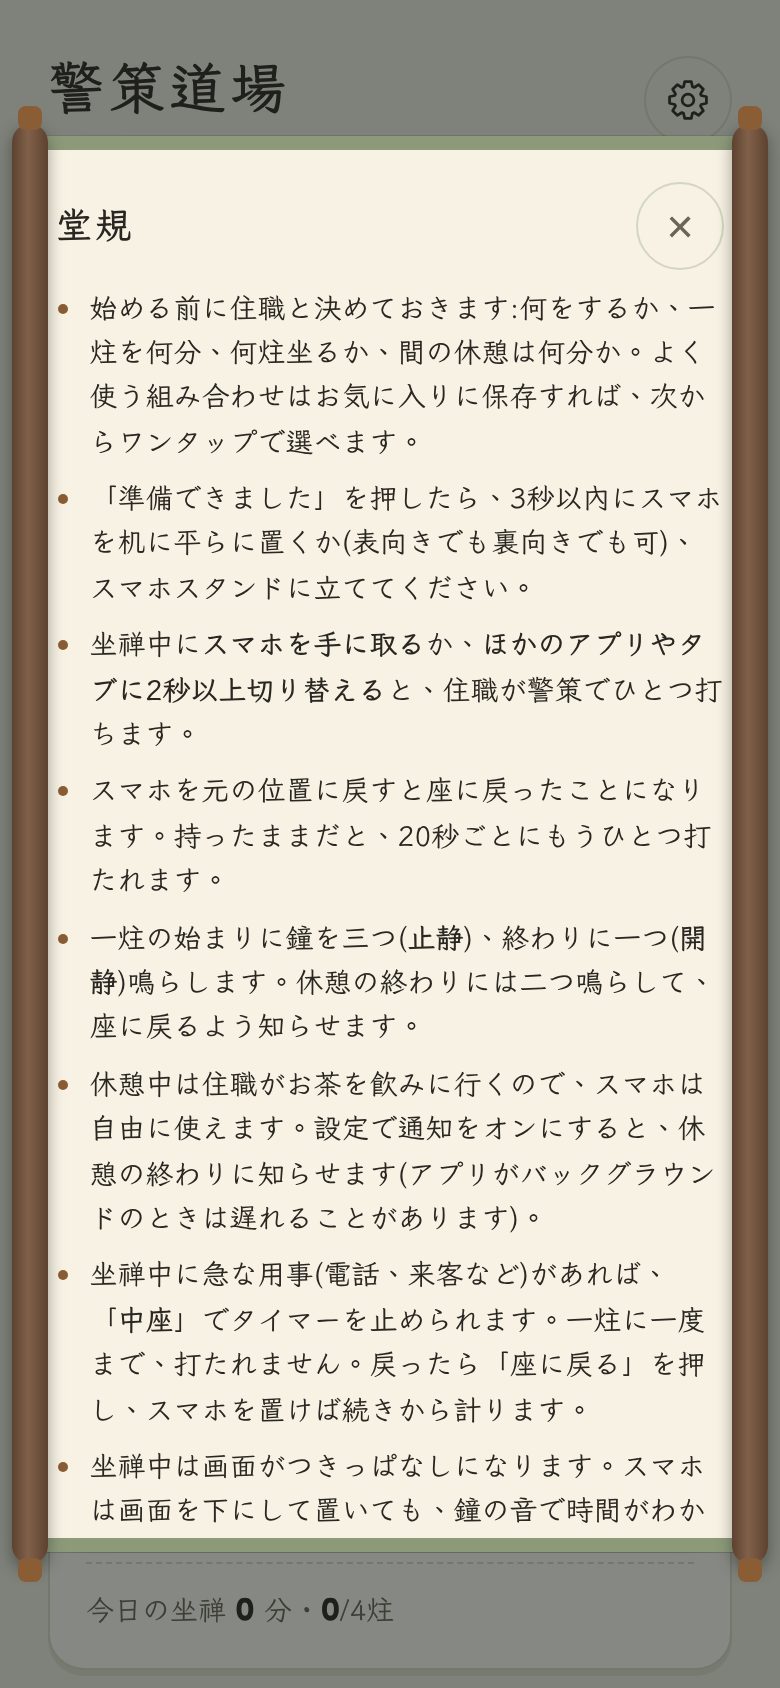 警策道場
堂規
始める前に住職と決めておきます:何をするか、一
炷を何分、何炷坐るか、間の休憩は何分か。よく
使う組み合わせはお気に入りに保存すれば、次か
らワンタップで選べます。
「準備できました」を押したら、3秒以内にスマホ
を机に平らに置くか(表向きでも裏向きでも可)、
スマホスタンドに立ててください。
坐禅中にスマホを手に取るか、ほかのアプリやタ
ブに2秒以上切り替えると、住職が警策でひとつ打
ちます。
スマホを元の位置に戻すと座に戻ったことになり
ます。持ったままだと、20秒ごとにもうひとつ打
たれます。
一炷の始まりに鐘を三つ(止静)、終わりに一つ(開
静)鳴らします。休憩の終わりには二つ鳴らして、
座に戻るよう知らせます。
休憩中は住職がお茶を飲みに行くので、スマホは
自由に使えます。設定で通知をオンにすると、休
憩の終わりに知らせます(アプリがバックグラウン
ドのときは遅れることがあります)。
坐禅中に急な用事(電話、来客など)があれば、
「中座」でタイマーを止められます。一炷に一度
まで、打たれません。戻ったら「座に戻る」を押
し、スマホを置けば続きから計ります。
坐禅中は画面がつきっぱなしになります。スマホ
は画面を下にして置いても、鐘の音で時間がわか
今日の坐禅 0 分・0/4炷